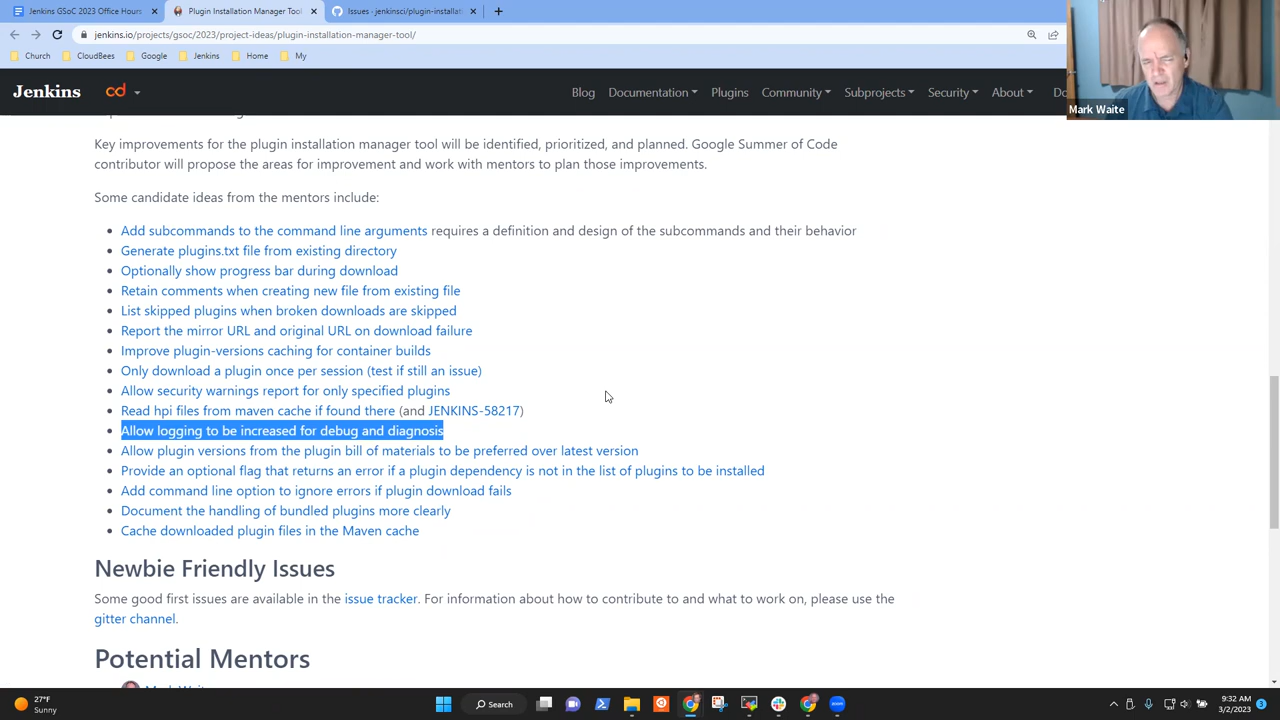 Jenkins GSoC 2023 Office Hours
Plugin Installation Manager Tool
Issues · jenkinsci/plugin-installat
jenkins.io/projects/gsoc/2023/project-ideas/plugin-installation-manager-tool/
Church
CloudBees
Google
Jenkins
Home
My
Jenkins
cd
Blog
Documentation
Plugins
Community
Subprojects
Security
About
Mark Waite
Key improvements for the plugin installation manager tool will be identified, prioritized, and planned. Google Summer of Code
contributor will propose the areas for improvement and work with mentors to plan those improvements.
Some candidate ideas from the mentors include:
Add subcommands to the command line arguments requires a definition and design of the subcommands and their behavior
Generate plugins.txt file from existing directory
Optionally show progress bar during download
Retain comments when creating new file from existing file
List skipped plugins when broken downloads are skipped
Report the mirror URL and original URL on download failure
Improve plugin-versions caching for container builds
Only download a plugin once per session (test if still an issue)
Allow security warnings report for only specified plugins
Read hpi files from maven cache if found there (and JENKINS-58217)
Allow logging to be increased for debug and diagnosis
Allow plugin versions from the plugin bill of materials to be preferred over latest version
Provide an optional flag that returns an error if a plugin dependency is not in the list of plugins to be installed
Add command line option to ignore errors if plugin download fails
Document the handling of bundled plugins more clearly
Cache downloaded plugin files in the Maven cache
Newbie Friendly Issues
Some good first issues are available in the issue tracker. For information about how to contribute to and what to work on, please use the
gitter channel.
Potential Mentors
27°F
Sunny
Search
9:32 AM
3/2/2023